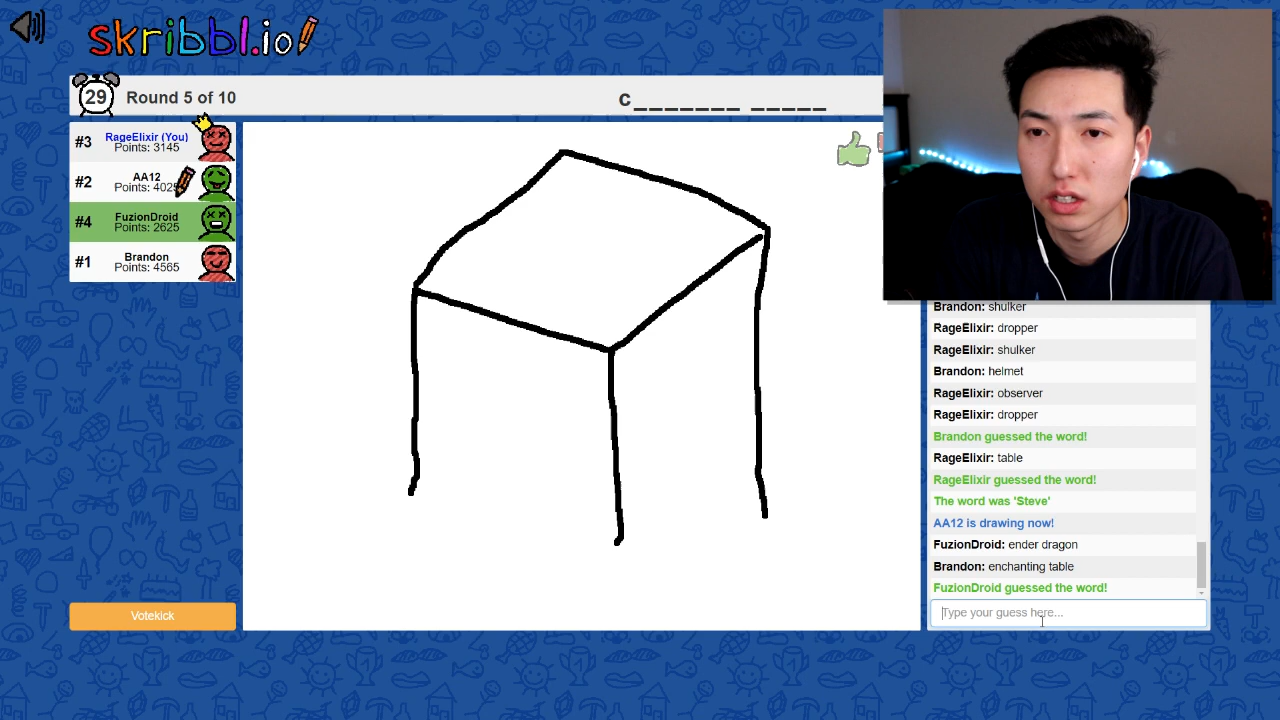 skribbl.io
29
Round 5 of 10
c_______ _____
#3 RageElixir (You)
Points: 3145
#2 AA12
Points: 4025
#4 FuzionDroid
Points: 2625
#1 Brandon
Points: 4565
Votekick
Brandon: shulker
RageElixir: dropper
RageElixir: shulker
Brandon: helmet
RageElixir: observer
RageElixir: dropper
Brandon guessed the word!
RageElixir: table
RageElixir guessed the word!
The word was 'Steve'
AA12 is drawing now!
FuzionDroid: ender dragon
Brandon: enchanting table
FuzionDroid guessed the word!
Type your guess here...